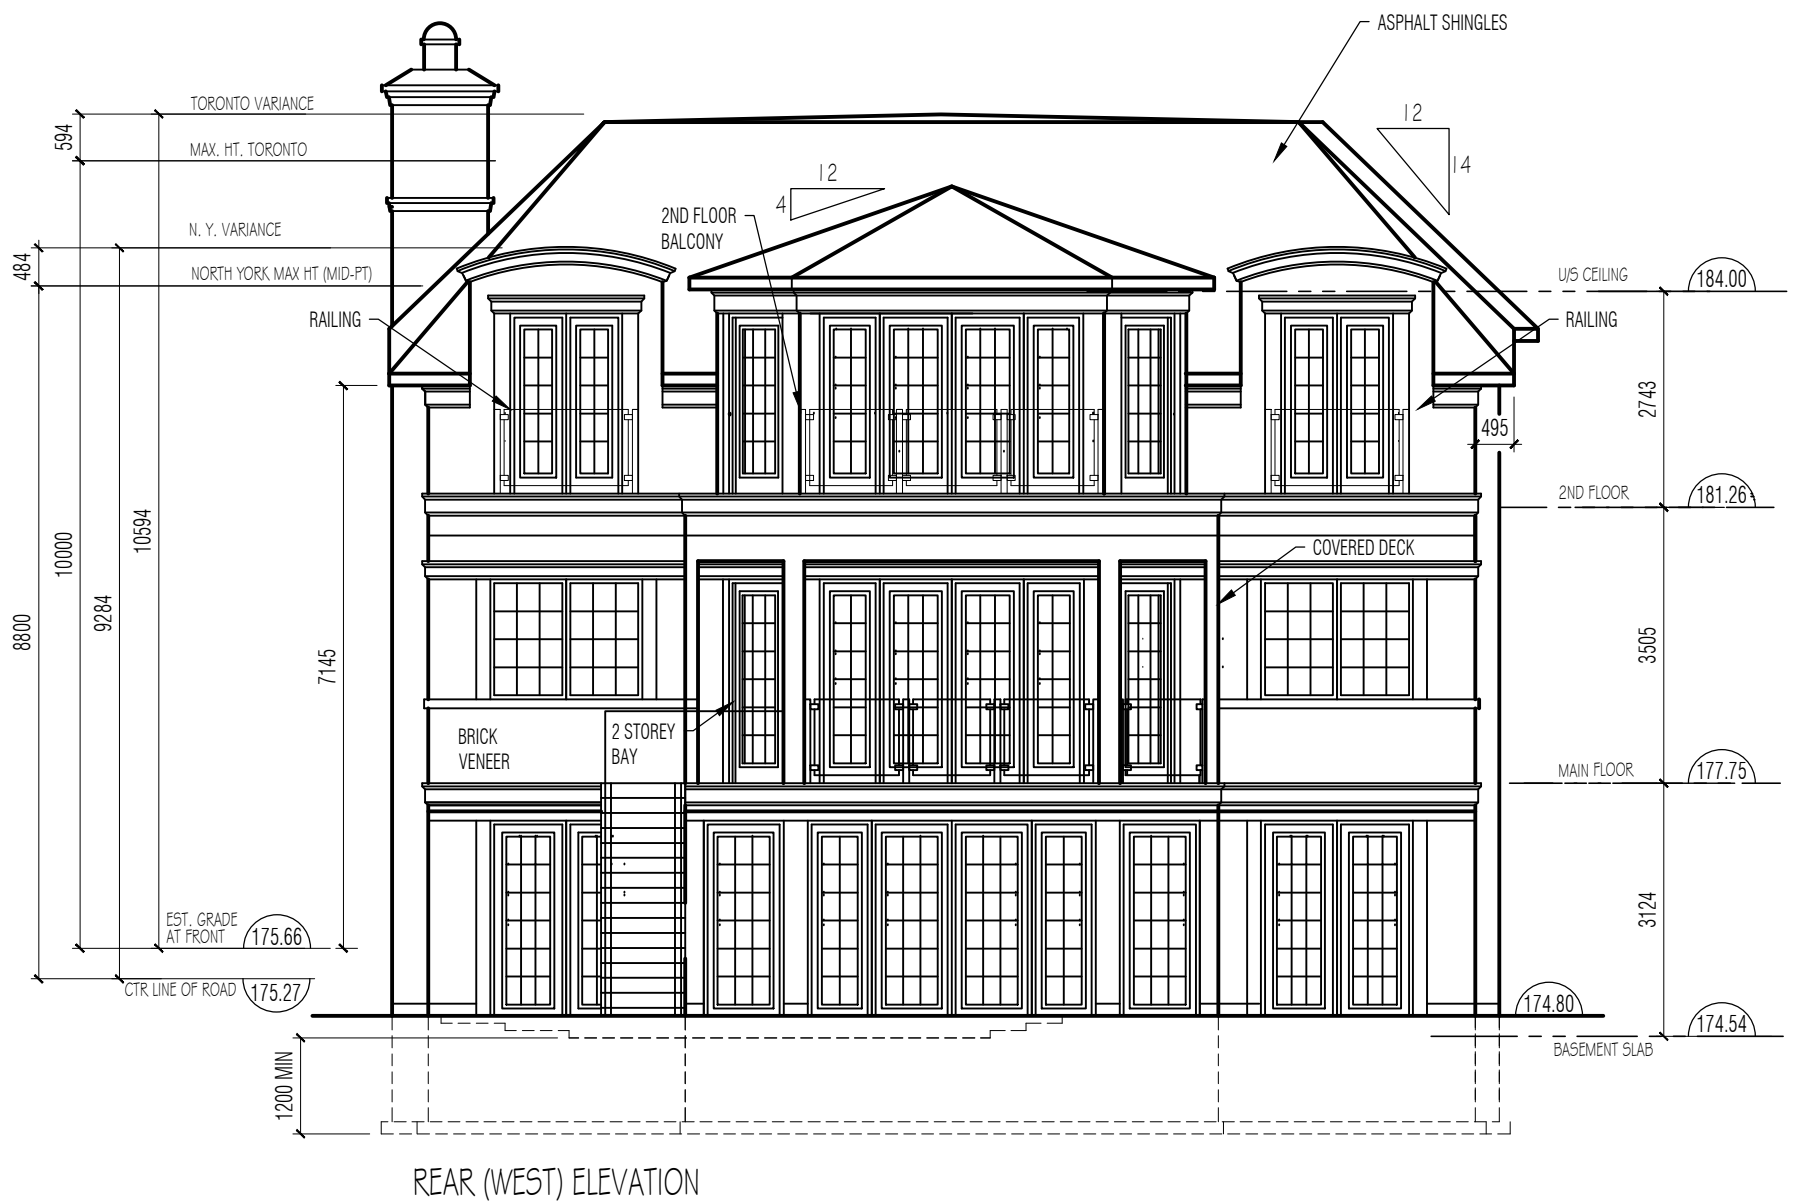 ASPHALT SHINGLES
TORONTO VARIANCE
594
MAX. HT. TORONTO
12
14
12
4
2ND FLOOR
BALCONY
N. Y. VARIANCE
484
NORTH YORK MAX HT (MID-PT)
U/S CEILING
184.00
RAILING
RAILING
2743
495
2ND FLOOR
181.26
10594
10000
9284
8800
7145
COVERED DECK
3505
BRICK
VENEER
2 STOREY
BAY
MAIN FLOOR
177.75
3124
EST. GRADE
AT FRONT
175.66
CTR LINE OF ROAD
175.27
174.80
174.54
BASEMENT SLAB
1200 MIN
REAR (WEST) ELEVATION